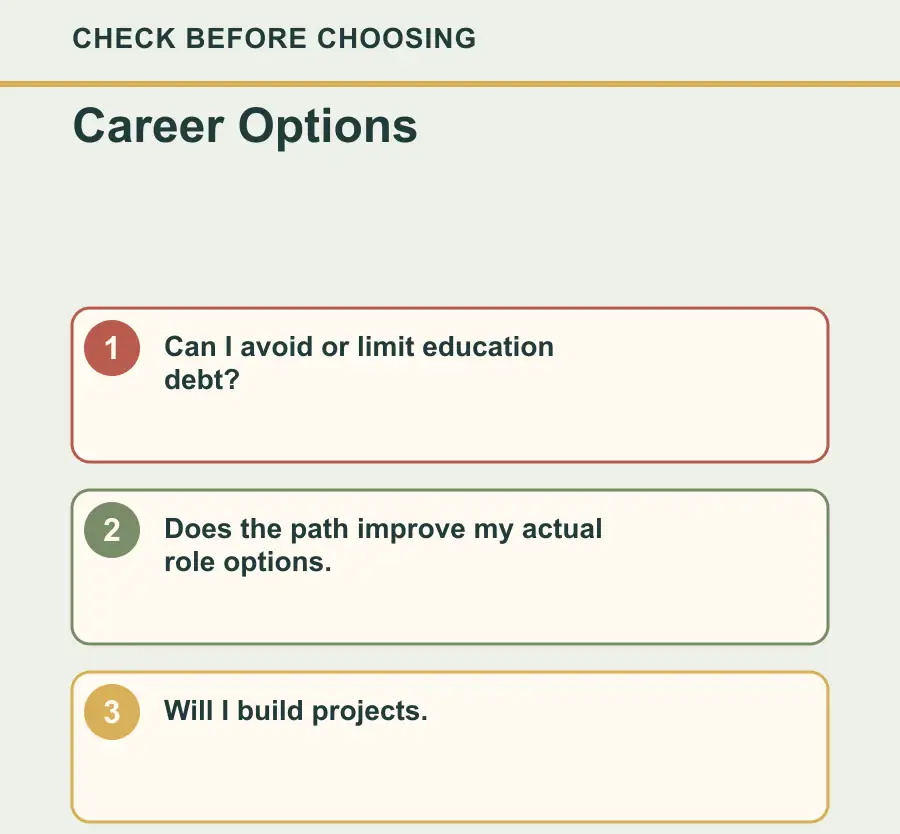 CHECK BEFORE CHOOSING
Career Options
1
Can I avoid or limit education
debt?
2
Does the path improve my actual
role options.
3
Will I build projects.